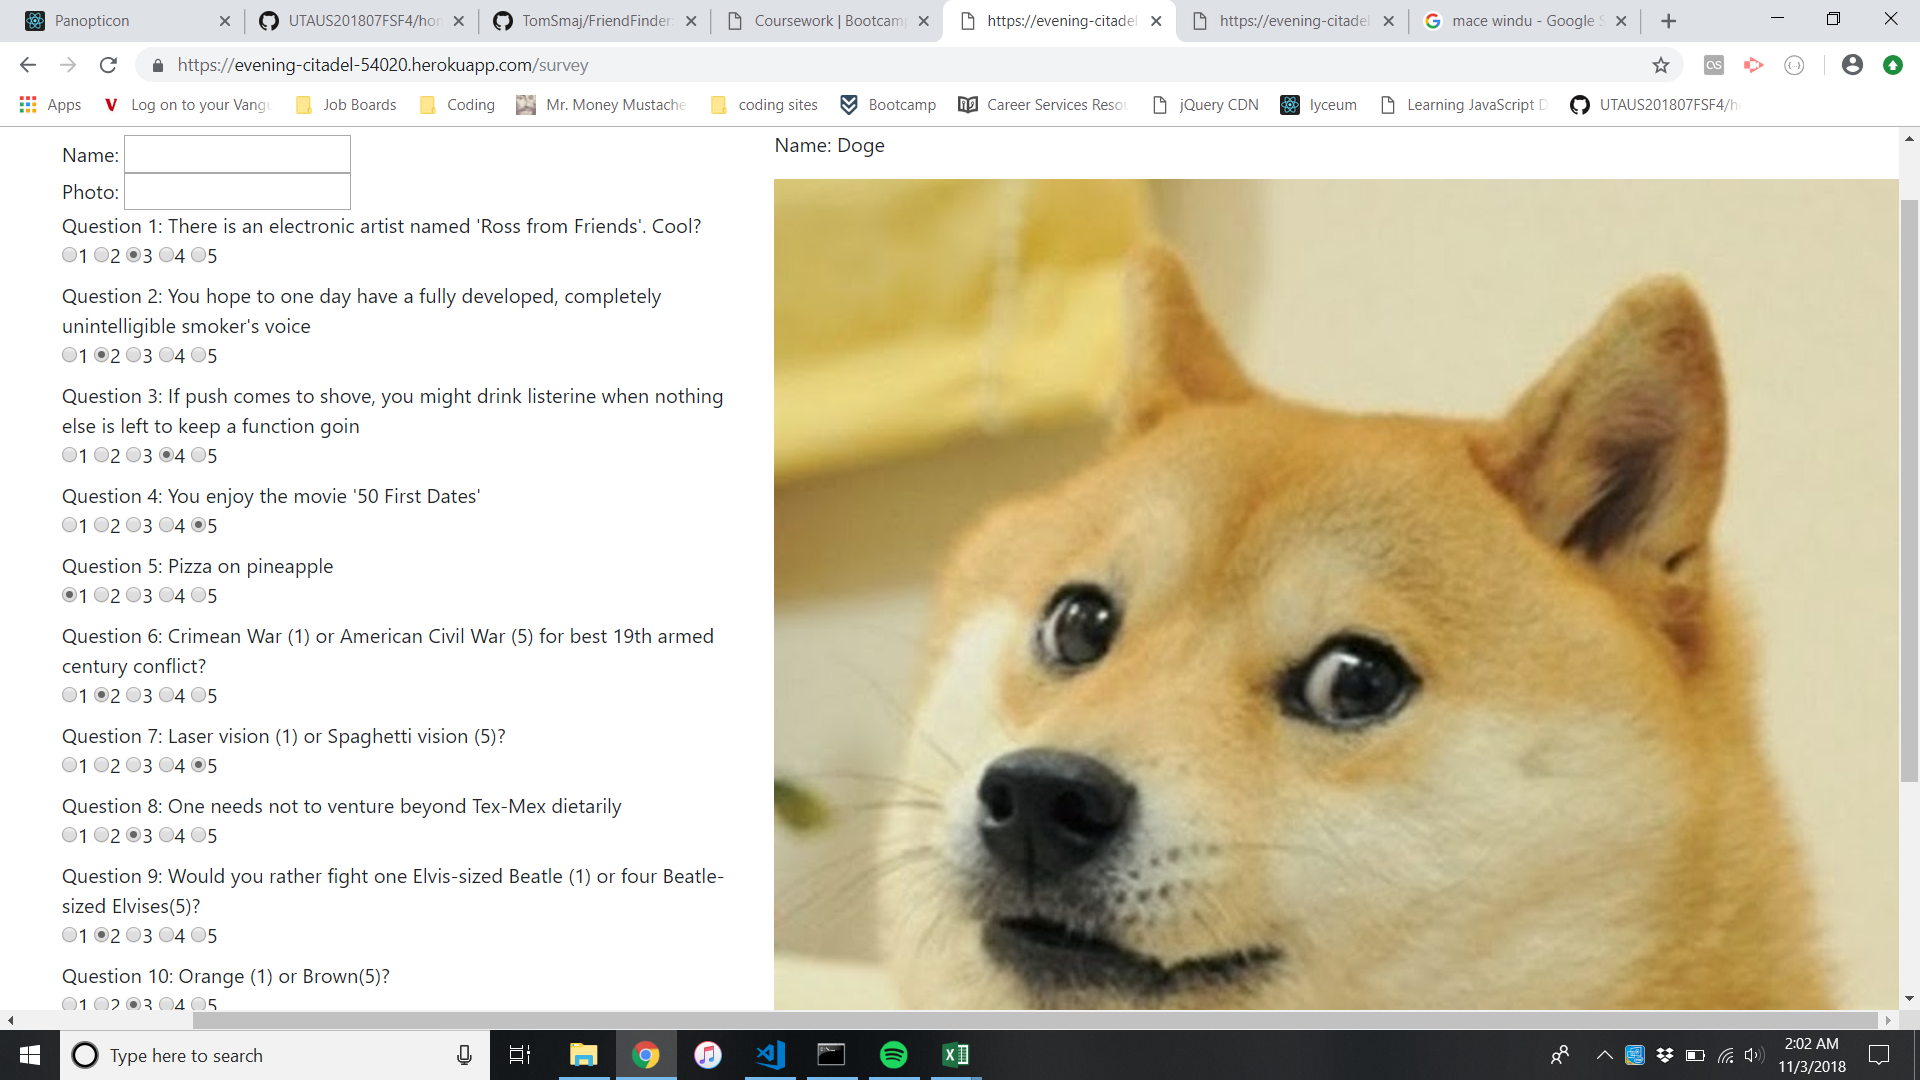 Panopticon
UTAUS201807FSF4/hom
TomSmaj/FriendFinder:
Coursework | Bootcamp
https://evening-citadel
https://evening-citadel
mace windu - Google S
https://evening-citadel-54020.herokuapp.com/survey
Apps
Log on to your Vangu
Job Boards
Coding
Mr. Money Mustache
coding sites
Bootcamp
Career Services Resou
jQuery CDN
lyceum
Learning JavaScript D
UTAUS201807FSF4/h
Name:
Photo:
Question 1: There is an electronic artist named 'Ross from Friends'. Cool?
1 2 3 4 5
Question 2: You hope to one day have a fully developed, completely
unintelligible smoker's voice
1 2 3 4 5
Question 3: If push comes to shove, you might drink listerine when nothing
else is left to keep a function goin
1 2 3 4 5
Question 4: You enjoy the movie '50 First Dates'
1 2 3 4 5
Question 5: Pizza on pineapple
1 2 3 4 5
Question 6: Crimean War (1) or American Civil War (5) for best 19th armed
century conflict?
1 2 3 4 5
Question 7: Laser vision (1) or Spaghetti vision (5)?
1 2 3 4 5
Question 8: One needs not to venture beyond Tex-Mex dietarily
1 2 3 4 5
Question 9: Would you rather fight one Elvis-sized Beatle (1) or four Beatle-
sized Elvises(5)?
1 2 3 4 5
Question 10: Orange (1) or Brown(5)?
1 2 3 4 5
Name: Doge
Type here to search
2:02 AM
11/3/2018